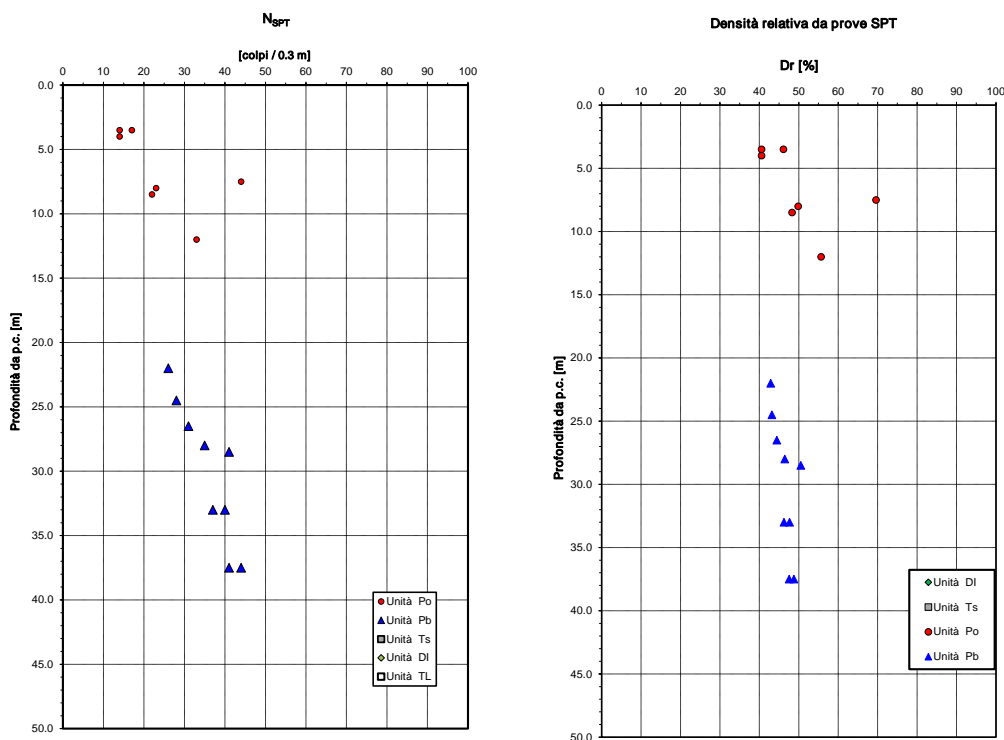 N_SPT
[colpi / 0.3 m]
0 10 20 30 40 50 60 70 80 90 100
0.0
5.0
10.0
15.0
20.0
25.0
30.0
35.0
40.0
45.0
50.0
Profondità da p.c. [m]
Unità Po
Unità Pb
Unità Ts
Unità DI
Unità TL
Densità relativa da prove SPT
Dr [%]
0 10 20 30 40 50 60 70 80 90 100
0.0
5.0
10.0
15.0
20.0
25.0
30.0
35.0
40.0
45.0
50.0
Profondità da p.c. [m]
Unità DI
Unità Ts
Unità Po
Unità Pb